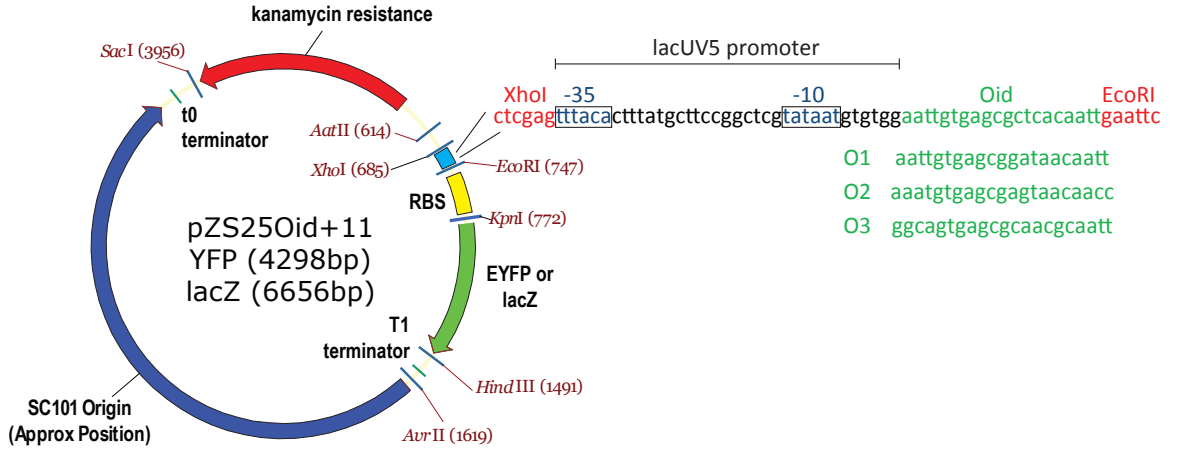 kanamycin resistance
SacI (3956)
t0
terminator
AatII (614)
XhoI (685)
EcoRI (747)
RBS
KpnI (772)
pZS25Oid+11
YFP (4298bp)
lacZ (6656bp)
EYFP or
lacZ
T1
terminator
HindIII (1491)
AvrII (1619)
SC101 Origin
(Approx Position)
lacUV5 promoter
XhoI -35 -10 Oid EcoRI
ctcgagtttacactttatgcttccggctcgtataatgtgtggaattgtgagcgctcacaattgaattc
O1 aattgtgagcggataacaatt
O2 aaatgtgagcgagtaacaacc
O3 ggcagtgagcgcaacgcaatt